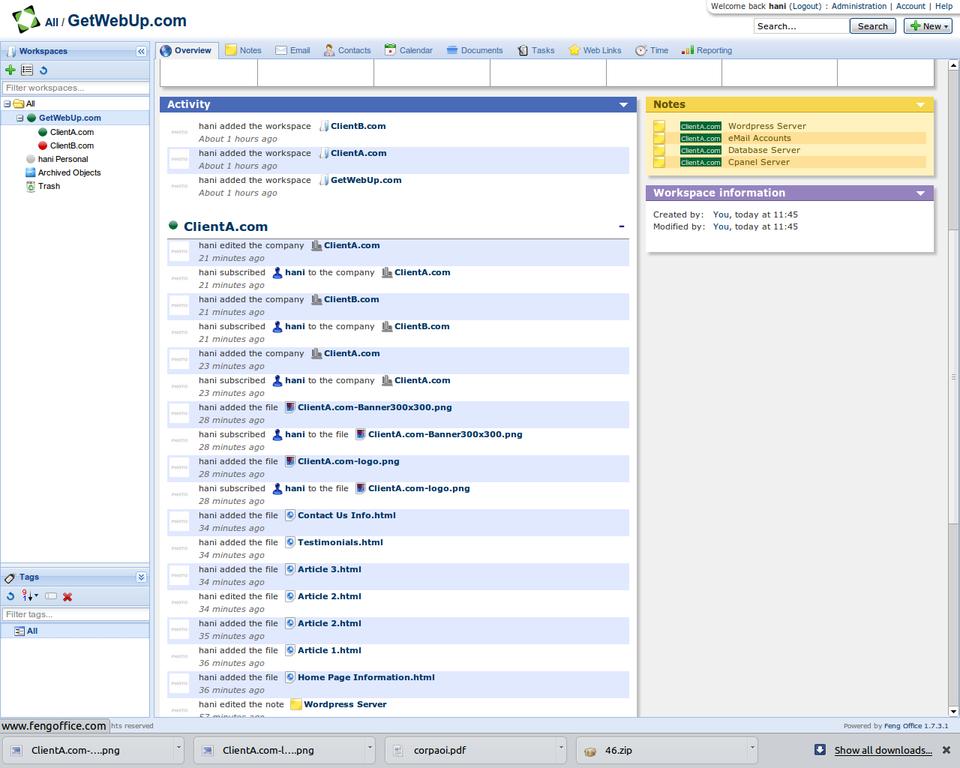 Welcome back hani (Logout) : Administration | Account | Help
All / GetWebUp.com
Search... Search New
Workspaces
Overview Notes Email Contacts Calendar Documents Tasks Web Links Time Reporting
Filter workspaces...
All
GetWebUp.com
ClientA.com
ClientB.com
hani Personal
Archived Objects
Trash
Tags
Filter tags...
All
Activity
hani added the workspace ClientB.com
About 1 hours ago
hani added the workspace ClientA.com
About 1 hours ago
hani added the workspace GetWebUp.com
About 1 hours ago
ClientA.com -
hani edited the company ClientA.com
21 minutes ago
hani subscribed hani to the company ClientA.com
21 minutes ago
hani added the company ClientB.com
21 minutes ago
hani subscribed hani to the company ClientB.com
21 minutes ago
hani added the company ClientA.com
23 minutes ago
hani subscribed hani to the company ClientA.com
23 minutes ago
hani added the file ClientA.com-Banner300x300.png
28 minutes ago
hani subscribed hani to the file ClientA.com-Banner300x300.png
28 minutes ago
hani added the file ClientA.com-logo.png
28 minutes ago
hani subscribed hani to the file ClientA.com-logo.png
28 minutes ago
hani added the file Contact Us Info.html
34 minutes ago
hani added the file Testimonials.html
34 minutes ago
hani added the file Article 3.html
34 minutes ago
hani edited the file Article 2.html
34 minutes ago
hani added the file Article 2.html
35 minutes ago
hani added the file Article 1.html
36 minutes ago
hani added the file Home Page Information.html
36 minutes ago
hani edited the note Wordpress Server
57 minutes ago
Notes
ClientA.com Wordpress Server
ClientA.com eMail Accounts
ClientA.com Database Server
ClientA.com Cpanel Server
Workspace information
Created by: You, today at 11:45
Modified by: You, today at 11:45
www.fengoffice.com hts reserved
Powered by Feng Office 1.7.3.1
ClientA.com-....png
ClientA.com-l....png
corpaoi.pdf
46.zip
Show all downloads...